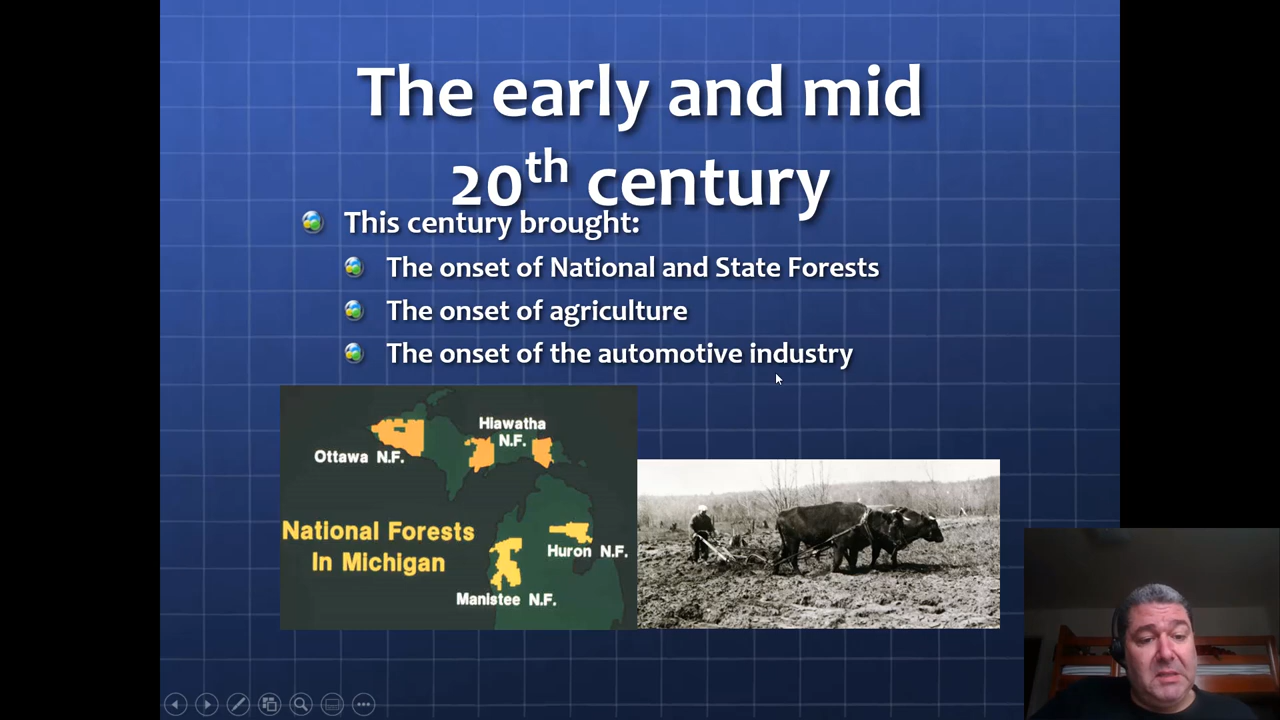 The early and mid
20th century
This century brought:
The onset of National and State Forests
The onset of agriculture
The onset of the automotive industry
Hiawatha
N.F.
Ottawa N.F.
National Forests
In Michigan
Huron N.F.
Manistee N.F.